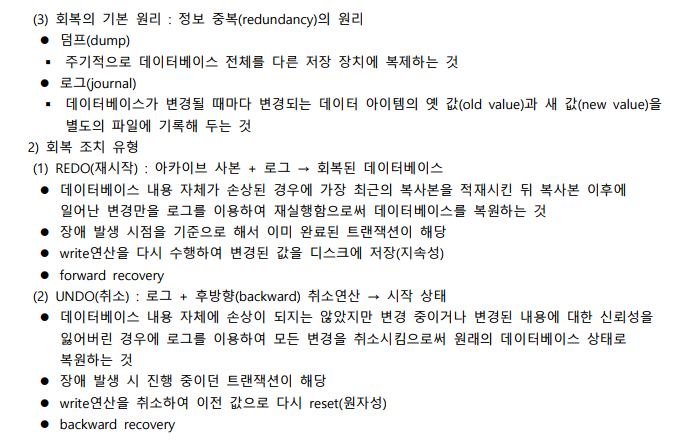 (3) 회복의 기본 원리 : 정보 중복(redundancy)의 원리
● 덤프(dump)
▪ 주기적으로 데이터베이스 전체를 다른 저장 장치에 복제하는 것
● 로그(journal)
▪ 데이터베이스가 변경될 때마다 변경되는 데이터 아이템의 옛 값(old value)과 새 값(new value)을
별도의 파일에 기록해 두는 것
2) 회복 조치 유형
(1) REDO(재시작) : 아카이브 사본 + 로그 → 회복된 데이터베이스
● 데이터베이스 내용 자체가 손상된 경우에 가장 최근의 복사본을 적재시킨 뒤 복사본 이후에
일어난 변경만을 로그를 이용하여 재실행함으로써 데이터베이스를 복원하는 것
● 장애 발생 시점을 기준으로 해서 이미 완료된 트랜잭션이 해당
● write연산을 다시 수행하여 변경된 값을 디스크에 저장(지속성)
● forward recovery
(2) UNDO(취소) : 로그 + 후방향(backward) 취소연산 → 시작 상태
● 데이터베이스 내용 자체에 손상이 되지는 않았지만 변경 중이거나 변경된 내용에 대한 신뢰성을
잃어버린 경우에 로그를 이용하여 모든 변경을 취소시킴으로써 원래의 데이터베이스 상태로
복원하는 것
● 장애 발생 시 진행 중이던 트랜잭션이 해당
● write연산을 취소하여 이전 값으로 다시 reset(원자성)
● backward recovery